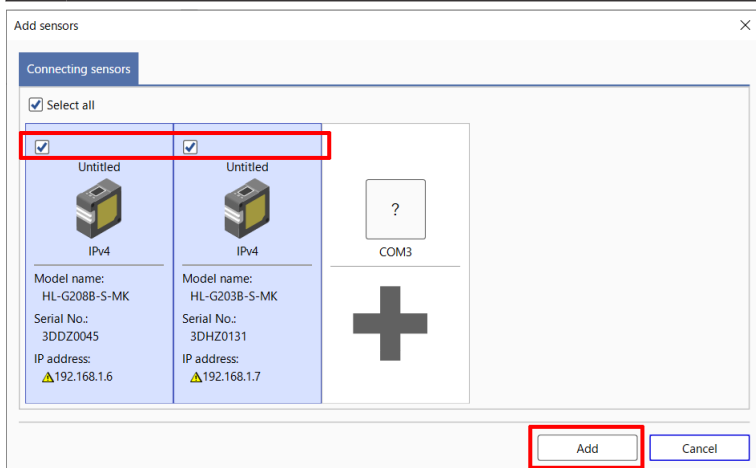 Add sensors
Connecting sensors
Select all
Untitled
IPv4
Model name:
HL-G208B-S-MK
Serial No.:
3DDZ0045
IP address:
192.168.1.6
Untitled
IPv4
Model name:
HL-G203B-S-MK
Serial No.:
3DHZ0131
IP address:
192.168.1.7
?
COM3
Add
Cancel